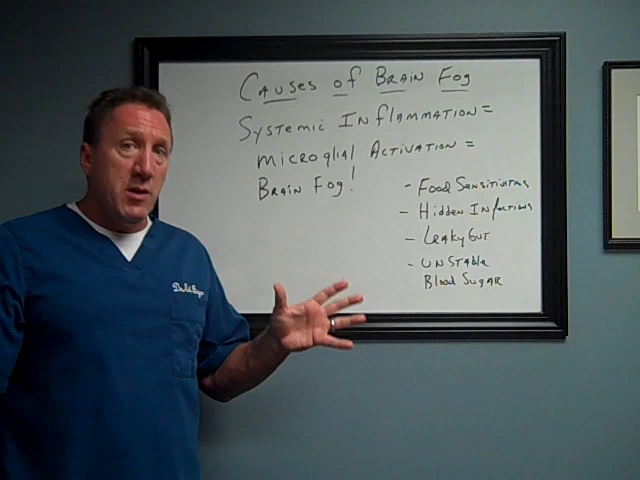 Causes of Brain Fog
Systemic Inflammation =
microglial Activation =
Brain Fog!
- Food Sensitivities
- Hidden Infections
- Leaky Gut
- Unstable
Blood Sugar